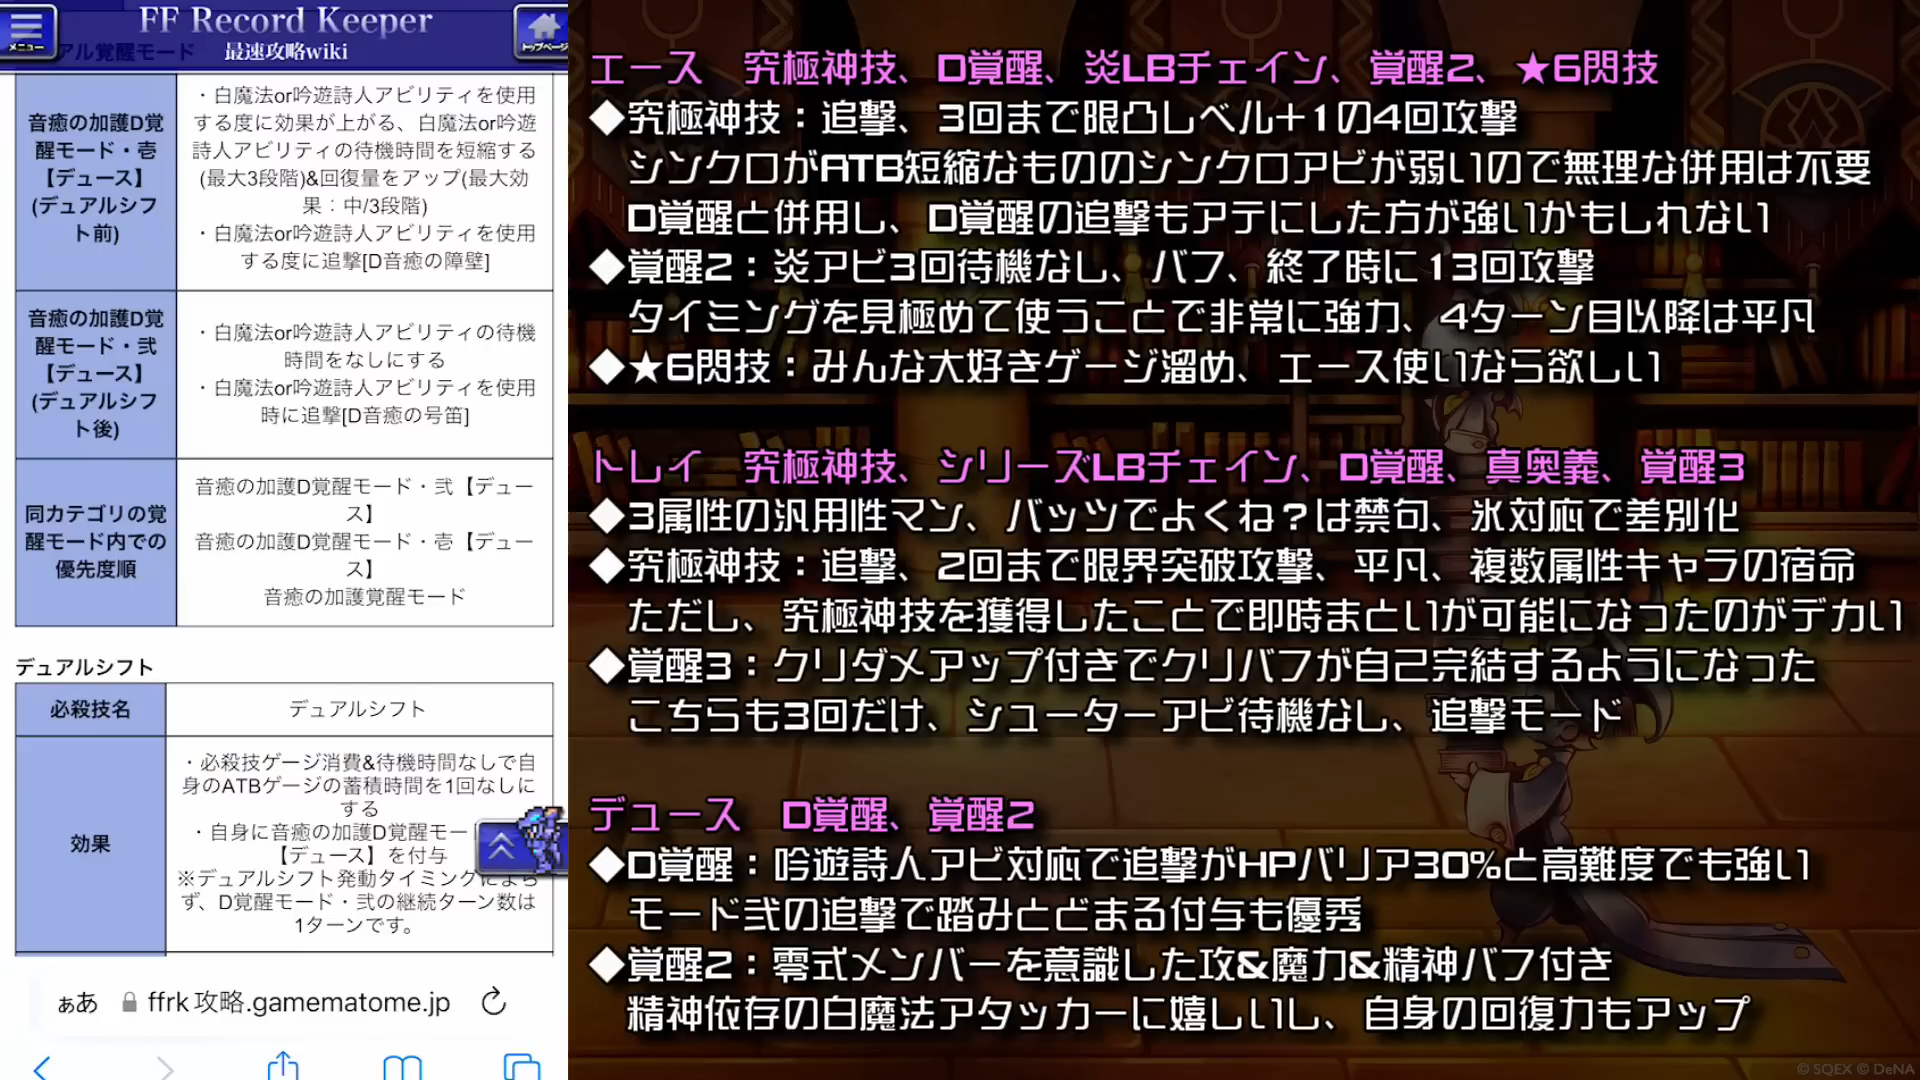 FF Record Keeper
最速攻略wiki
メニュー
トップページ
アル覚醒モード
音癒の加護D覚
醒モード・壱
【デュース】
(デュアルシフ
ト前)
・白魔法or吟遊詩人アビリティを使用
する度に効果が上がる、白魔法or吟遊
詩人アビリティの待機時間を短縮する
(最大3段階)&回復量をアップ(最大効
果：中/3段階)
・白魔法or吟遊詩人アビリティを使用
する度に追撃[D音癒の障壁]
音癒の加護D覚
醒モード・弐
【デュース】
(デュアルシフ
ト後)
・白魔法or吟遊詩人アビリティの待機
時間をなしにする
・白魔法or吟遊詩人アビリティを使用
時に追撃[D音癒の号笛]
同カテゴリの覚
醒モード内での
優先度順
音癒の加護D覚醒モード・弐【デュー
ス】
音癒の加護D覚醒モード・壱【デュー
ス】
音癒の加護覚醒モード
デュアルシフト
必殺技名
デュアルシフト
効果
・必殺技ゲージ消費&待機時間なしで自
身のATBゲージの蓄積時間を1回なしに
する
・自身に音癒の加護D覚醒モー
【デュース】を付与
※デュアルシフト発動タイミングによら
ず、D覚醒モード・弐の継続ターン数は
1ターンです。
ぁあ ffrk攻略.gamematome.jp
エース　究極神技、D覚醒、炎LBチェイン、覚醒2、★6閃技
◆究極神技：追撃、3回まで限凸レベル+1の4回攻撃
シンクロがATB短縮なもののシンクロアビが弱いので無理な併用は不要
D覚醒と併用し、D覚醒の追撃もアテにした方が強いかもしれない
◆覚醒2：炎アビ3回待機なし、バフ、終了時に13回攻撃
タイミングを見極めて使うことで非常に強力、4ターン目以降は平凡
◆★6閃技：みんな大好きゲージ溜め、エース使いなら欲しい
トレイ　究極神技、シリーズLBチェイン、D覚醒、真奥義、覚醒3
◆3属性の汎用性マン、バッツでよくね？は禁句、氷対応で差別化
◆究極神技：追撃、2回まで限界突破攻撃、平凡、複数属性キャラの宿命
ただし、究極神技を獲得したことで即時まといが可能になったのがデカい
◆覚醒3：クリダメアップ付きでクリバフが自己完結するようになった
こちらも3回だけ、シューターアビ待機なし、追撃モード
デュース　D覚醒、覚醒2
◆D覚醒：吟遊詩人アビ対応で追撃がHPバリア30%と高難度でも強い
モード弐の追撃で踏みとどまる付与も優秀
◆覚醒2：零式メンバーを意識した攻&魔力&精神バフ付き
精神依存の白魔法アタッカーに嬉しいし、自身の回復力もアップ
© SQEX © DeNA